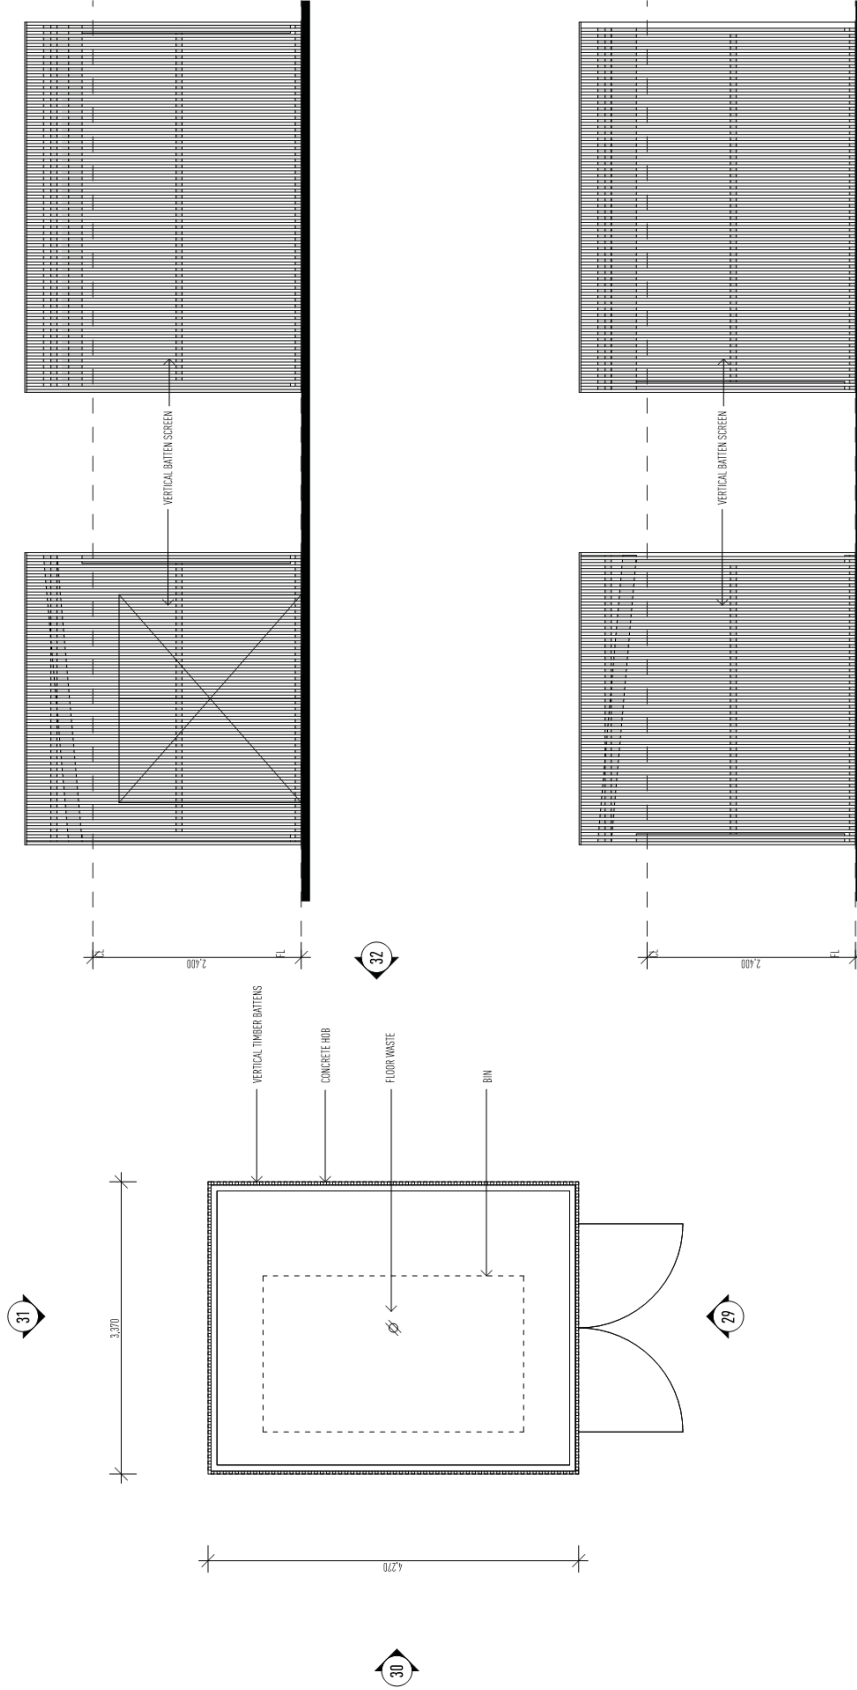 VERTICAL BATTEN SCREEN
VERTICAL BATTEN SCREEN
CL
FL
2,400
CL
FL
2,400
32
VERTICAL TIMBER BATTENS
CONCRETE HOB
FLOOR WASTE
BIN
31
3,370
29
4,270
30